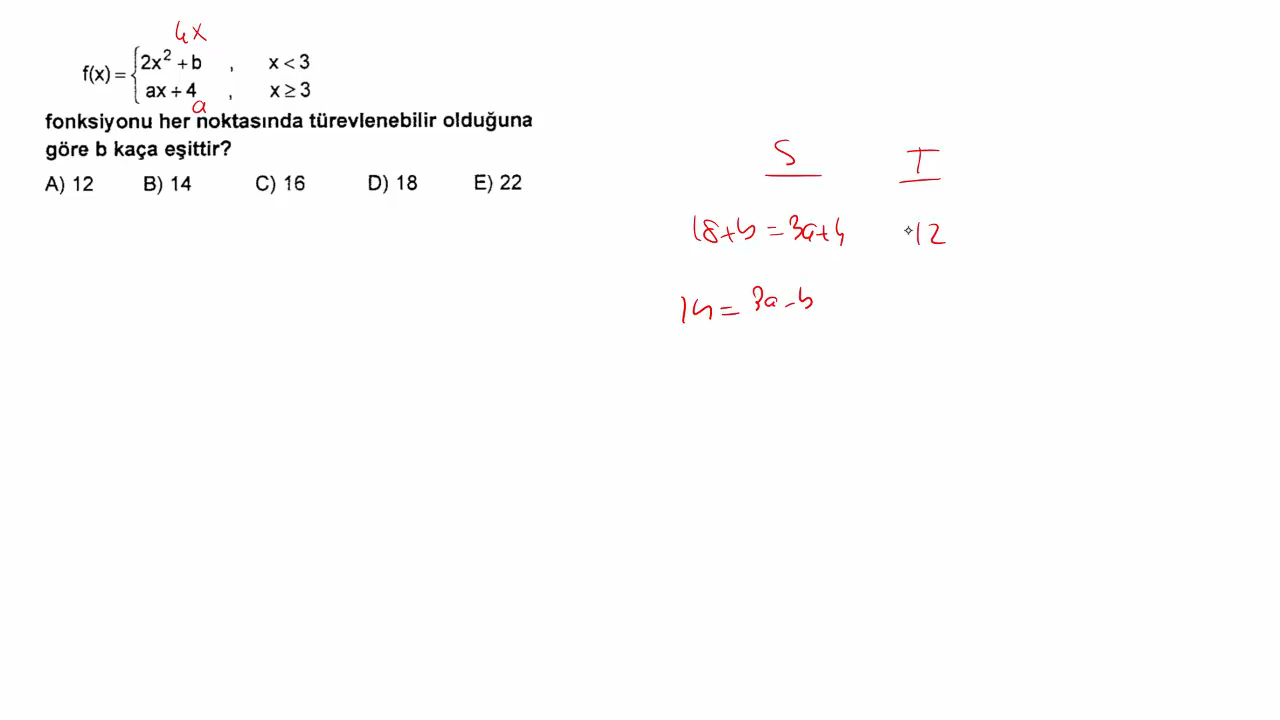 4x
f(x) = { 2x² + b , x < 3
ax + 4 , x ≥ 3
a
fonksiyonu her noktasında türevlenebilir olduğuna
göre b kaça eşittir?
A) 12 B) 14 C) 16 D) 18 E) 22
S T
18+b = 3a+4 12
14 = 3a - b